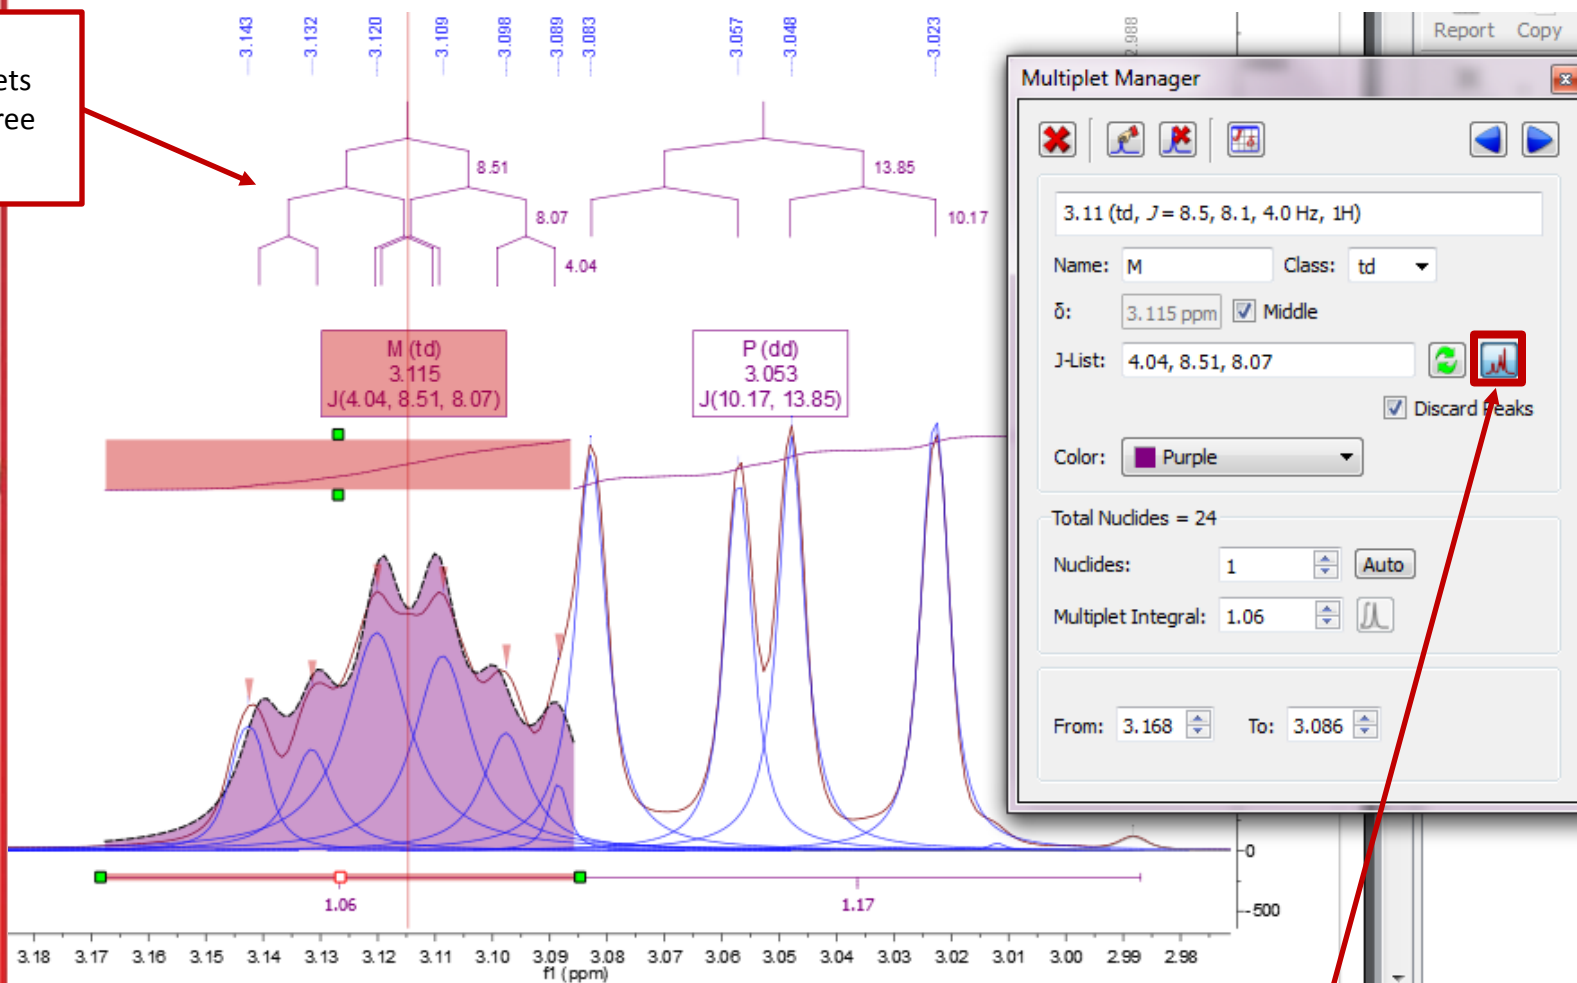 ets
ree
3.143
3.132
3.120
3.109
3.098
3.089
3.083
3.057
3.048
3.023
2.988
8.51
8.07
4.04
13.85
10.17
M (td)
3.115
J(4.04, 8.51, 8.07)
P (dd)
3.053
J(10.17, 13.85)
1.06
1.17
0
-500
3.18 3.17 3.16 3.15 3.14 3.13 3.12 3.11 3.10 3.09 3.08 3.07 3.06 3.05 3.04 3.03 3.02 3.01 3.00 2.99 2.98
f1 (ppm)
Report Copy
Multiplet Manager
3.11 (td, J = 8.5, 8.1, 4.0 Hz, 1H)
Name: M Class: td
δ: 3.115 ppm Middle
J-List: 4.04, 8.51, 8.07
Discard Peaks
Color: Purple
Total Nuclides = 24
Nuclides: 1 Auto
Multiplet Integral: 1.06
From: 3.168 To: 3.086